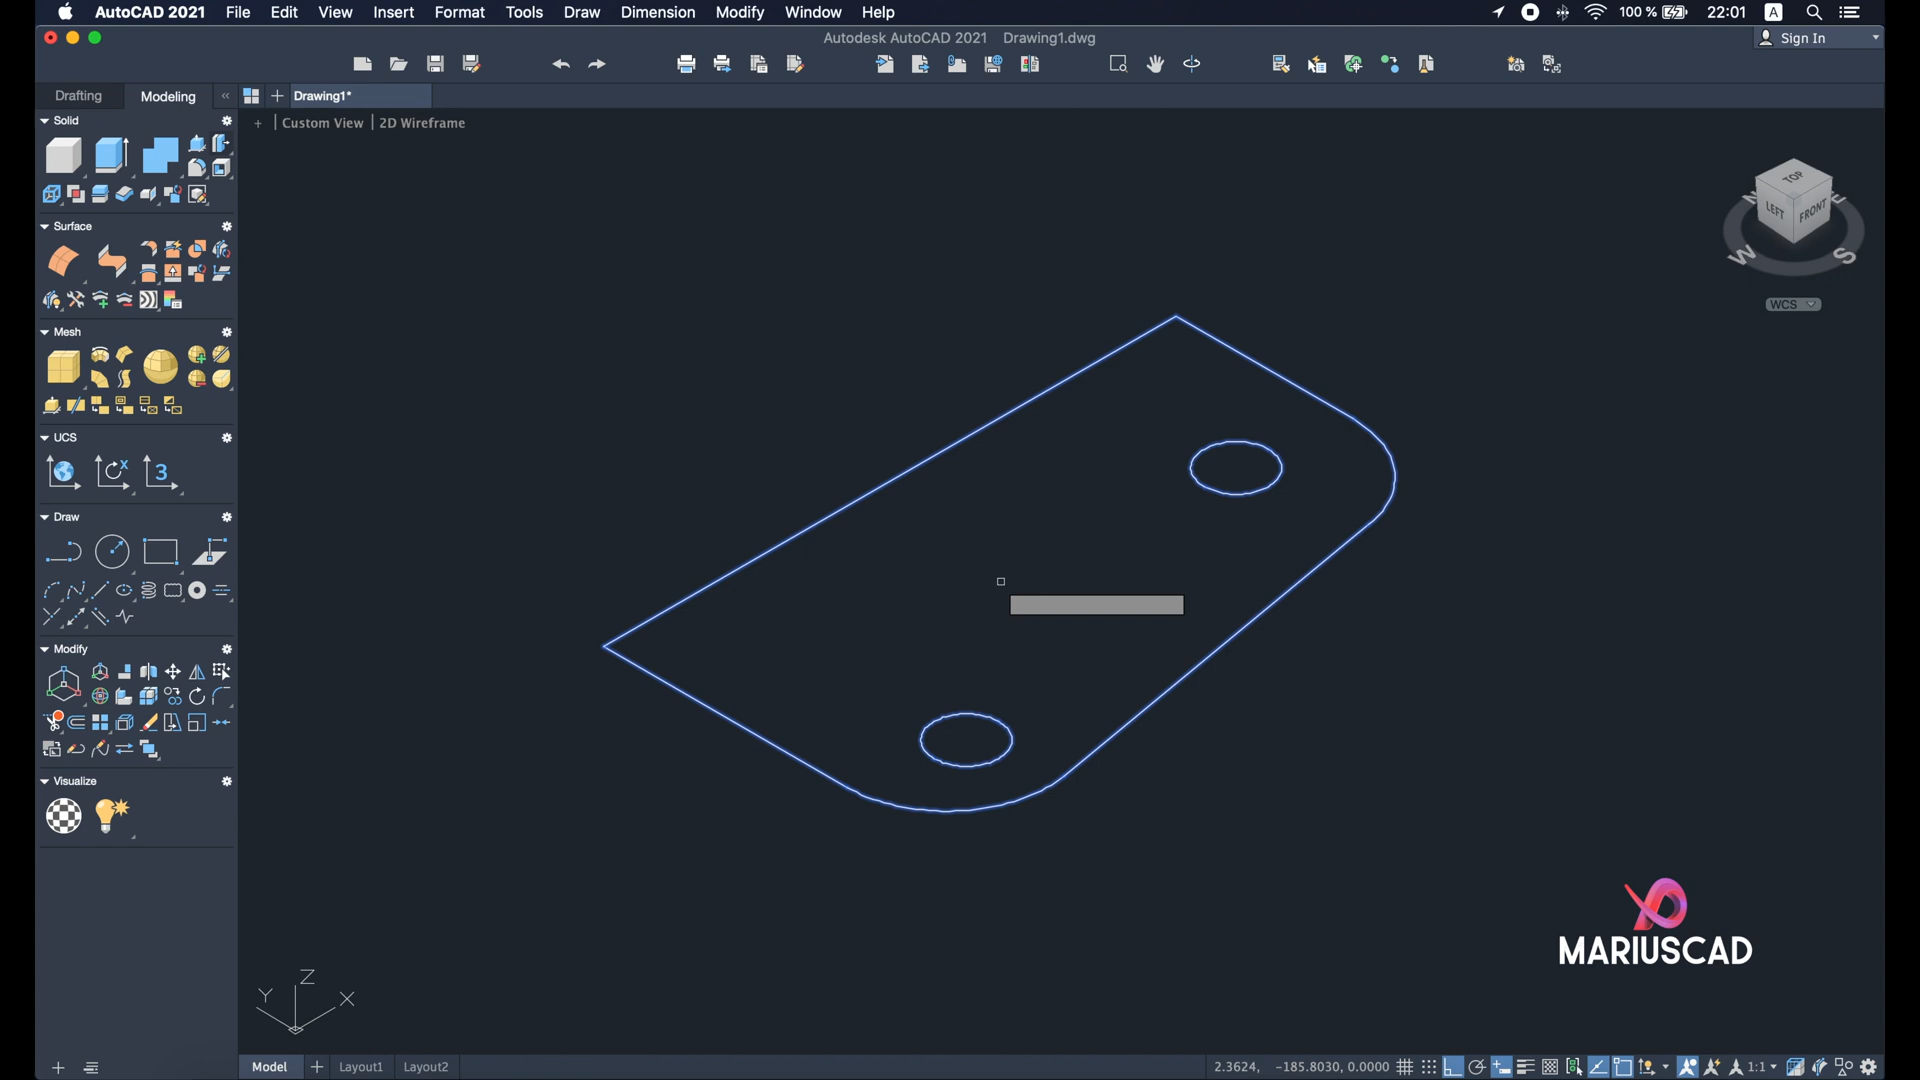 AutoCAD 2021 File Edit View Insert Format Tools Draw Dimension Modify Window Help 100 % 22:01 A
Autodesk AutoCAD 2021 Drawing1.dwg
Sign In
Drafting Modeling « + Drawing1*
+ | Custom View | 2D Wireframe
Solid
Surface
Mesh
UCS
X
3
Draw
Modify
Visualize
TOP
LEFT FRONT
N E
W S
WCS
MARIUSCAD
Z
Y X
Model + Layout1 Layout2 2.3624, -185.8030, 0.0000 1:1